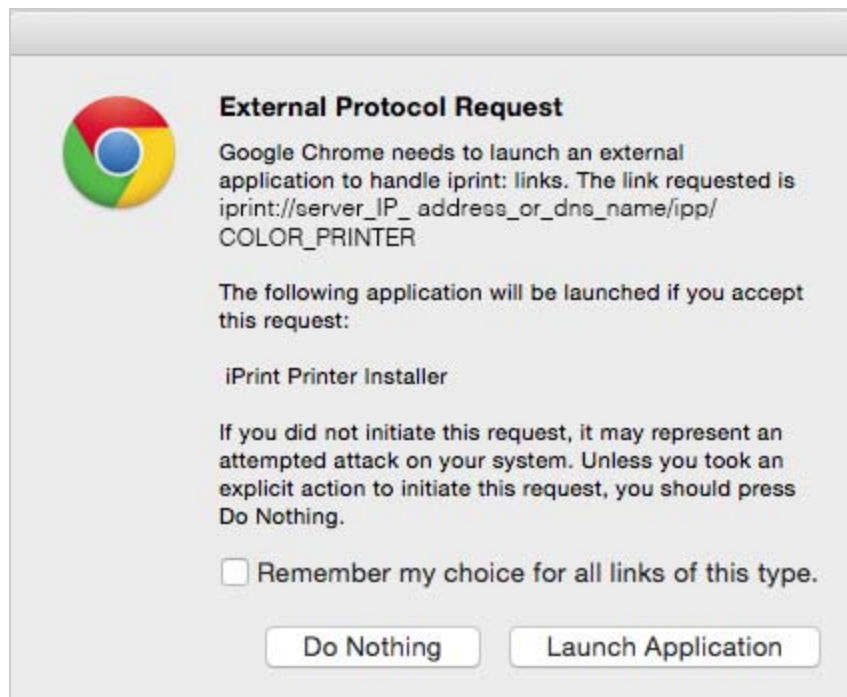 External Protocol Request
Google Chrome needs to launch an external
application to handle iprint: links. The link requested is
iprint://server_IP_ address_or_dns_name/ipp/
COLOR_PRINTER
The following application will be launched if you accept
this request:
iPrint Printer Installer
If you did not initiate this request, it may represent an
attempted attack on your system. Unless you took an
explicit action to initiate this request, you should press
Do Nothing.
Remember my choice for all links of this type.
Do Nothing Launch Application